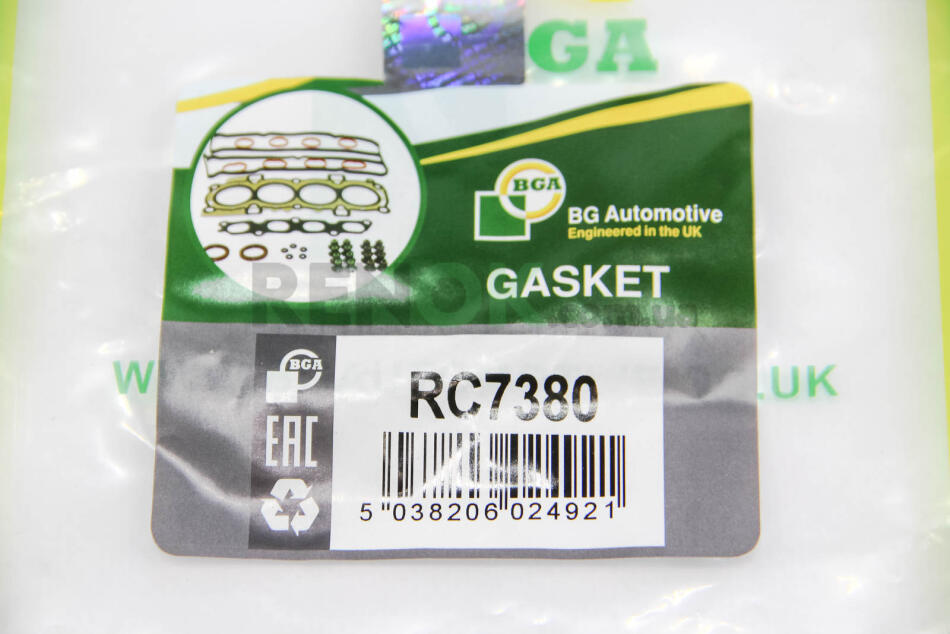 GA
BGA
BG Automotive
Engineered in the UK
GASKET
BGA
RC7380
EAC
5 038206 024921
.UK